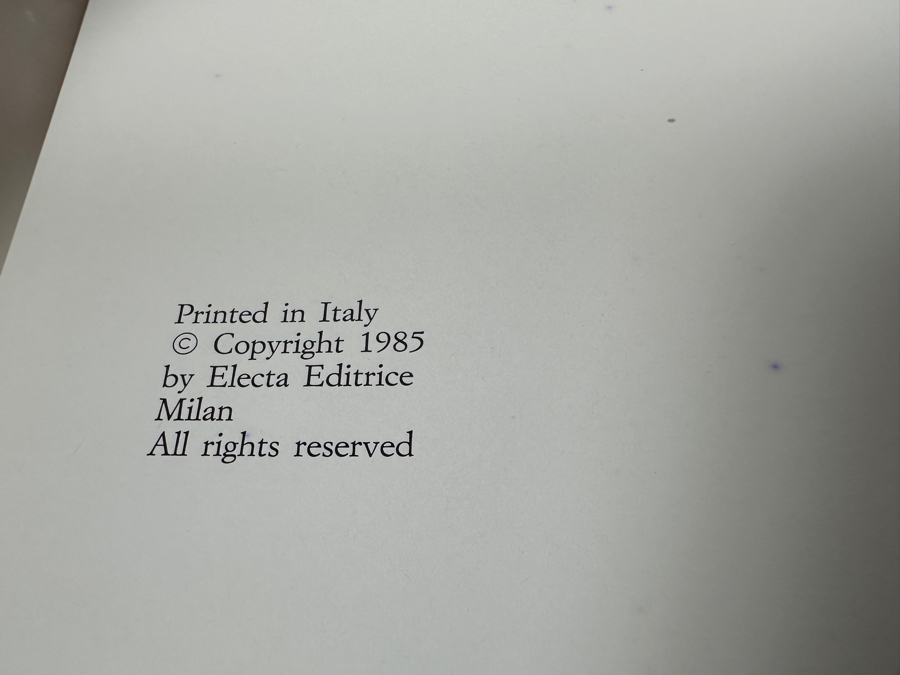 Printed in Italy
© Copyright 1985
by Electa Editrice
Milan
All rights reserved